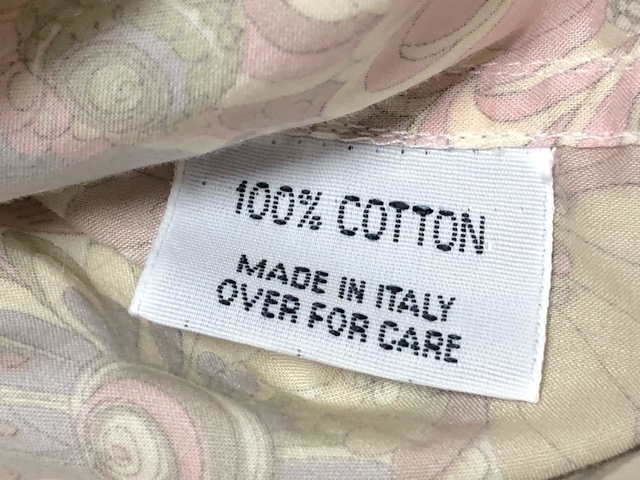 100% COTTON
MADE IN ITALY
OVER FOR CARE